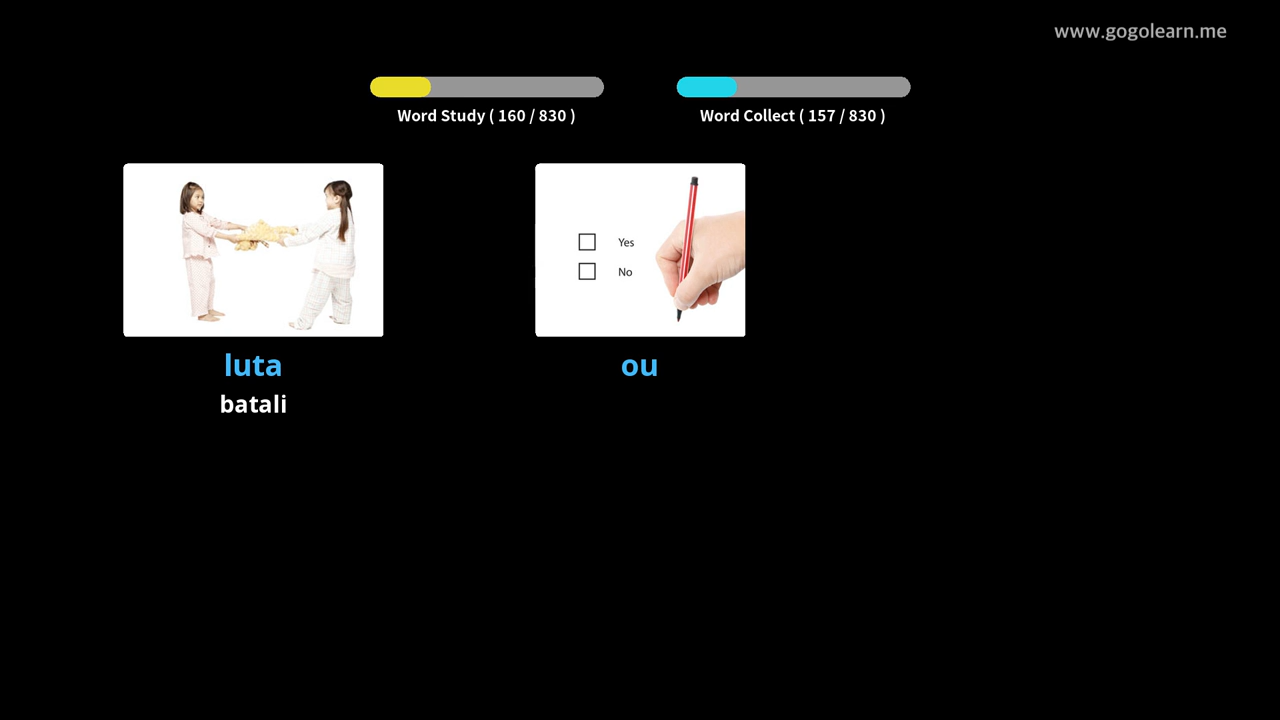 www.gogolearn.me
Word Study ( 160 / 830 )
Word Collect ( 157 / 830 )
Yes
No
luta
batali
ou